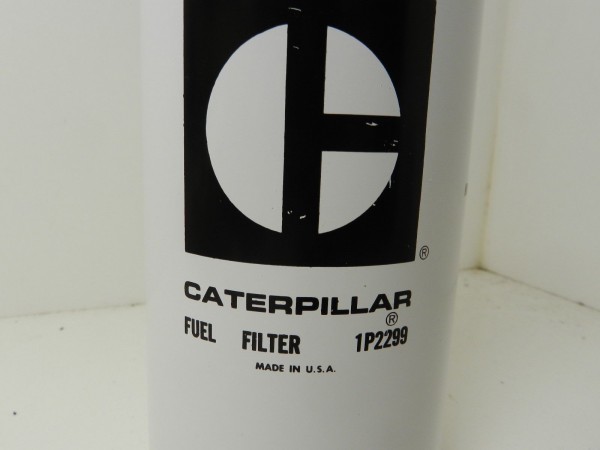 ®
CATERPILLAR®
FUEL FILTER 1P2299
MADE IN U.S.A.